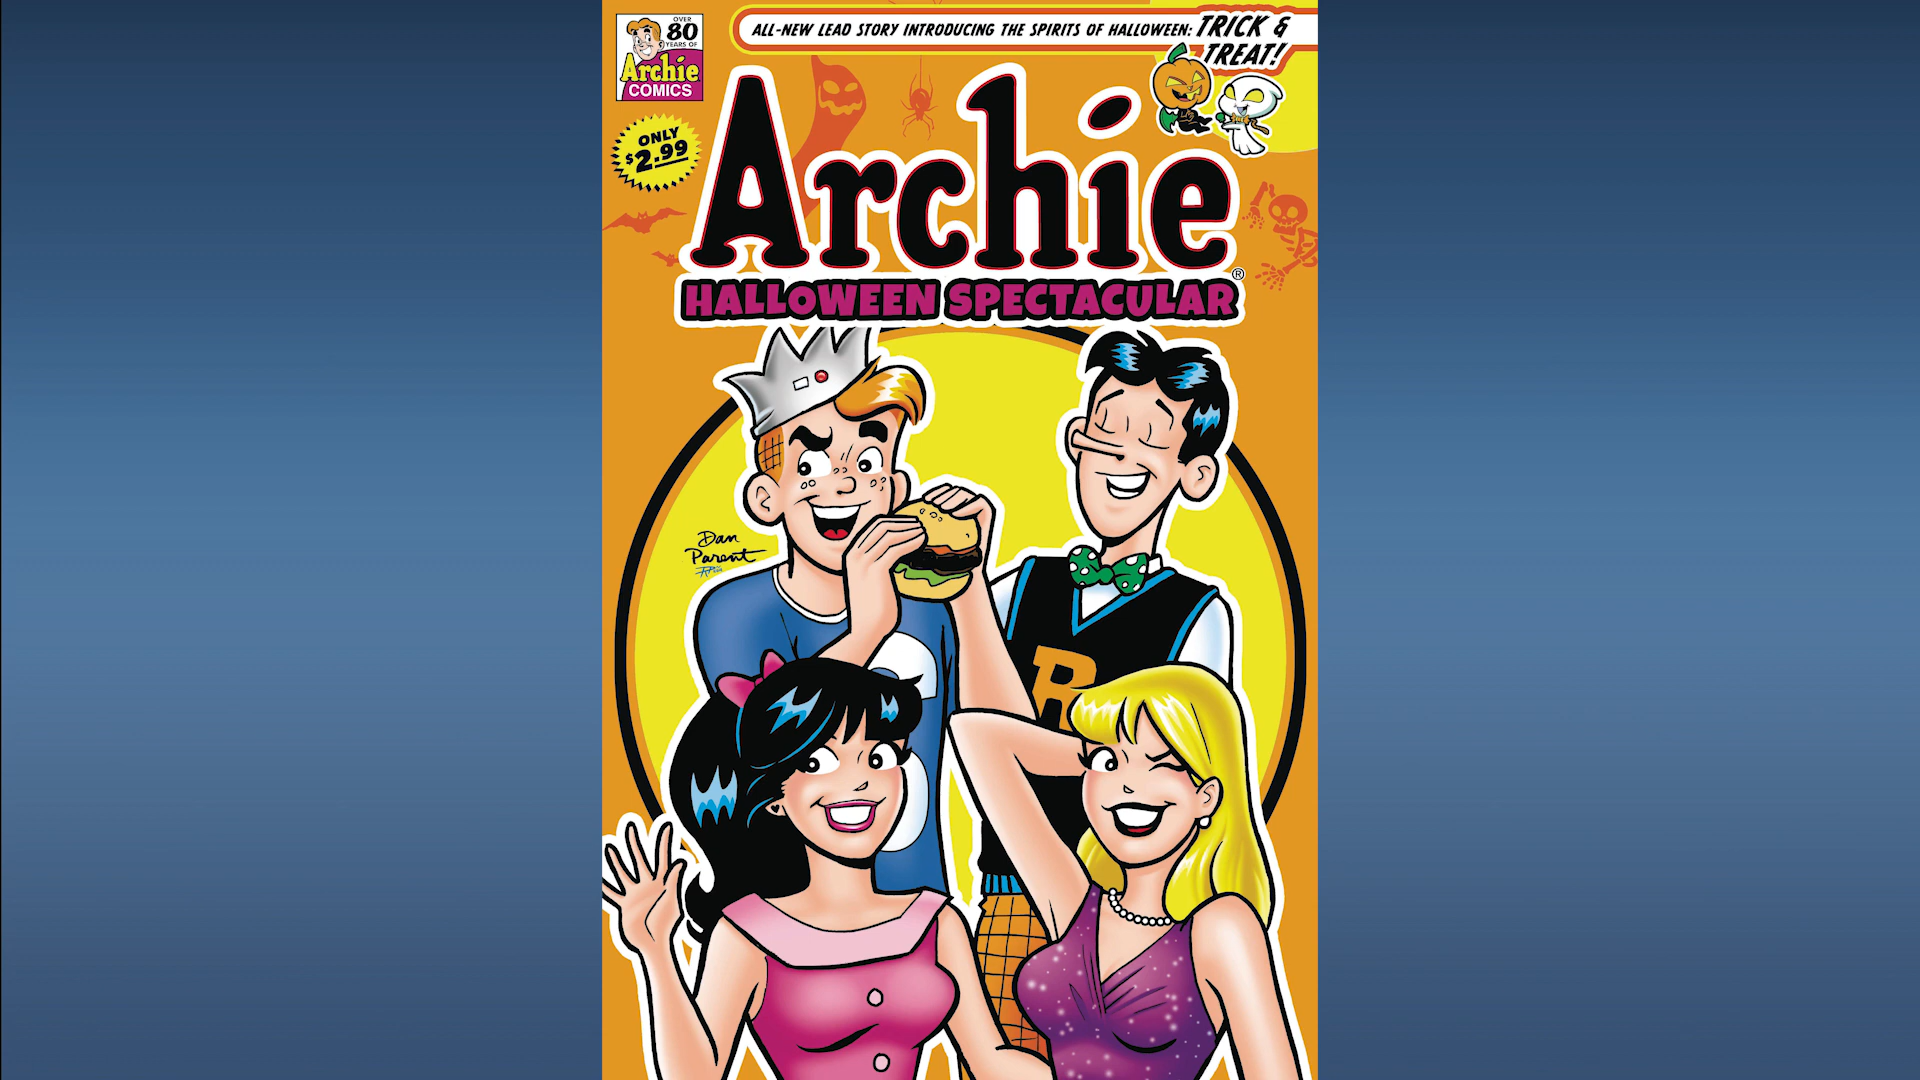 OVER
80
YEARS OF
Archie
COMICS
ALL-NEW LEAD STORY INTRODUCING THE SPIRITS OF HALLOWEEN: TRICK &
TREAT!
ONLY
$2.99
Archie
®
HALLOWEEN SPECTACULAR
Dan
Parent
R